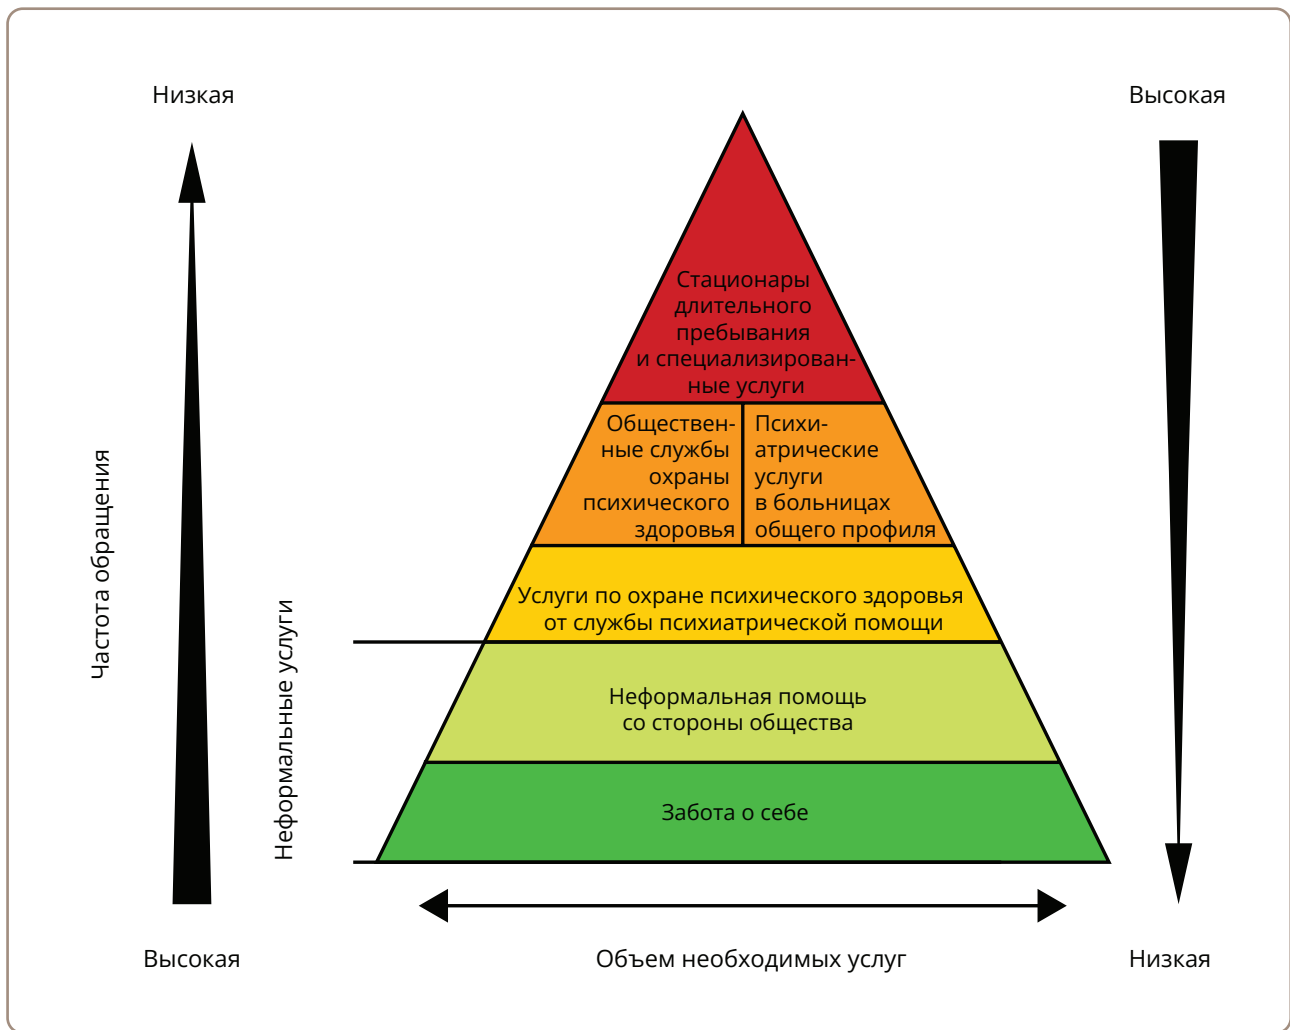 Низкая
Высокая
Стационары
длительного
пребывания
и специализирован-
ные услуги
Обществен-
ные службы
охраны
психического
здоровья
Психи-
атрические
услуги
в больницах
общего профиля
Частота обращения
Услуги по охране психического здоровья
от службы психиатрической помощи
Неформальные услуги
Неформальная помощь
со стороны общества
Забота о себе
Высокая
Объем необходимых услуг
Низкая